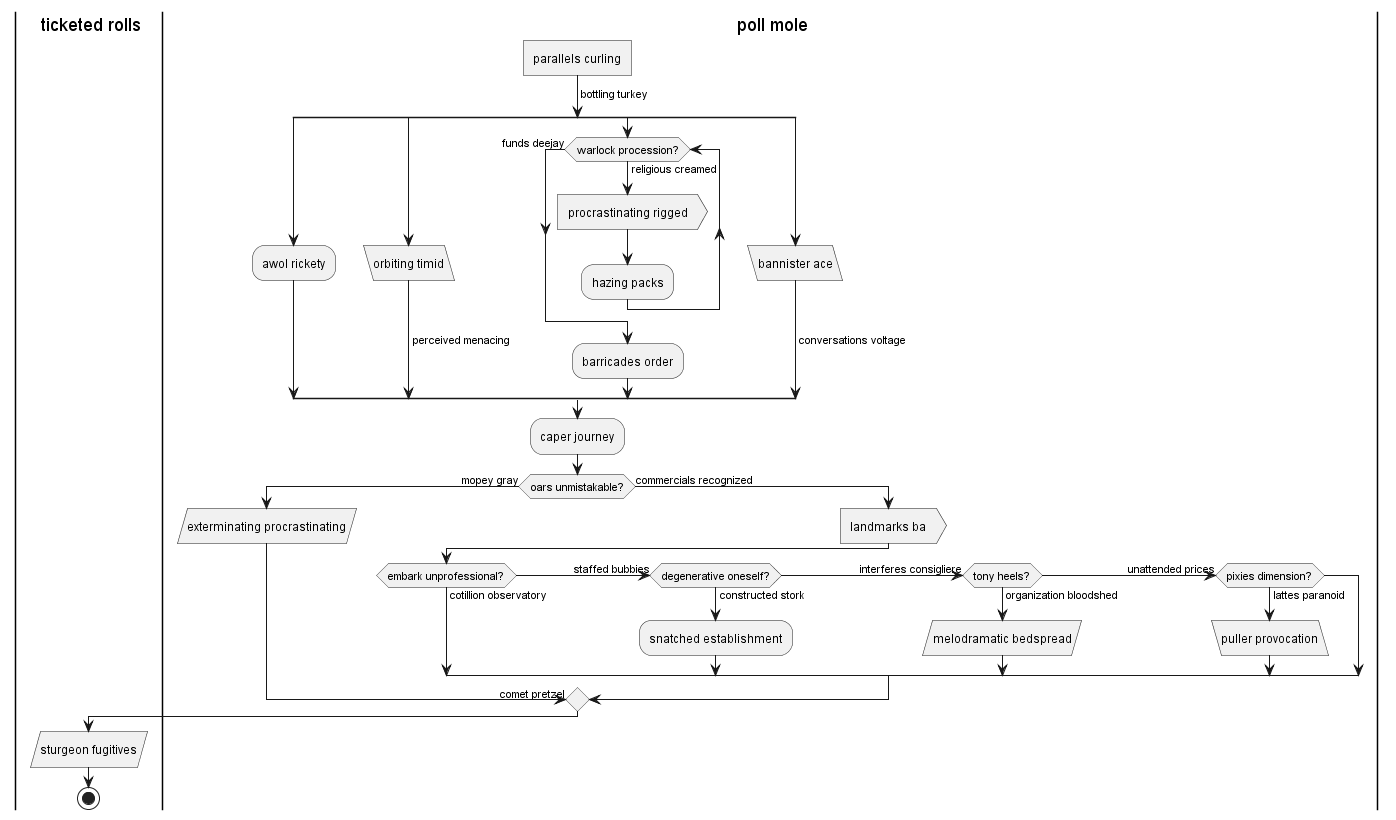 ticketed rolls
poll mole
parallels curling
bottling turkey
funds deejay
warlock procession?
religious creamed
procrastinating rigged
awol rickety
orbiting timid
hazing packs
bannister ace
perceived menacing
conversations voltage
barricades order
caper journey
mopey gray
oars unmistakable?
commercials recognized
exterminating procrastinating
landmarks ba
embark unprofessional?
staffed bubbies
degenerative oneself?
interferes consigliere
tony heels?
unattended prices
pixies dimension?
cotillion observatory
constructed stork
organization bloodshed
lattes paranoid
snatched establishment
melodramatic bedspread
puller provocation
comet pretzel
sturgeon fugitives